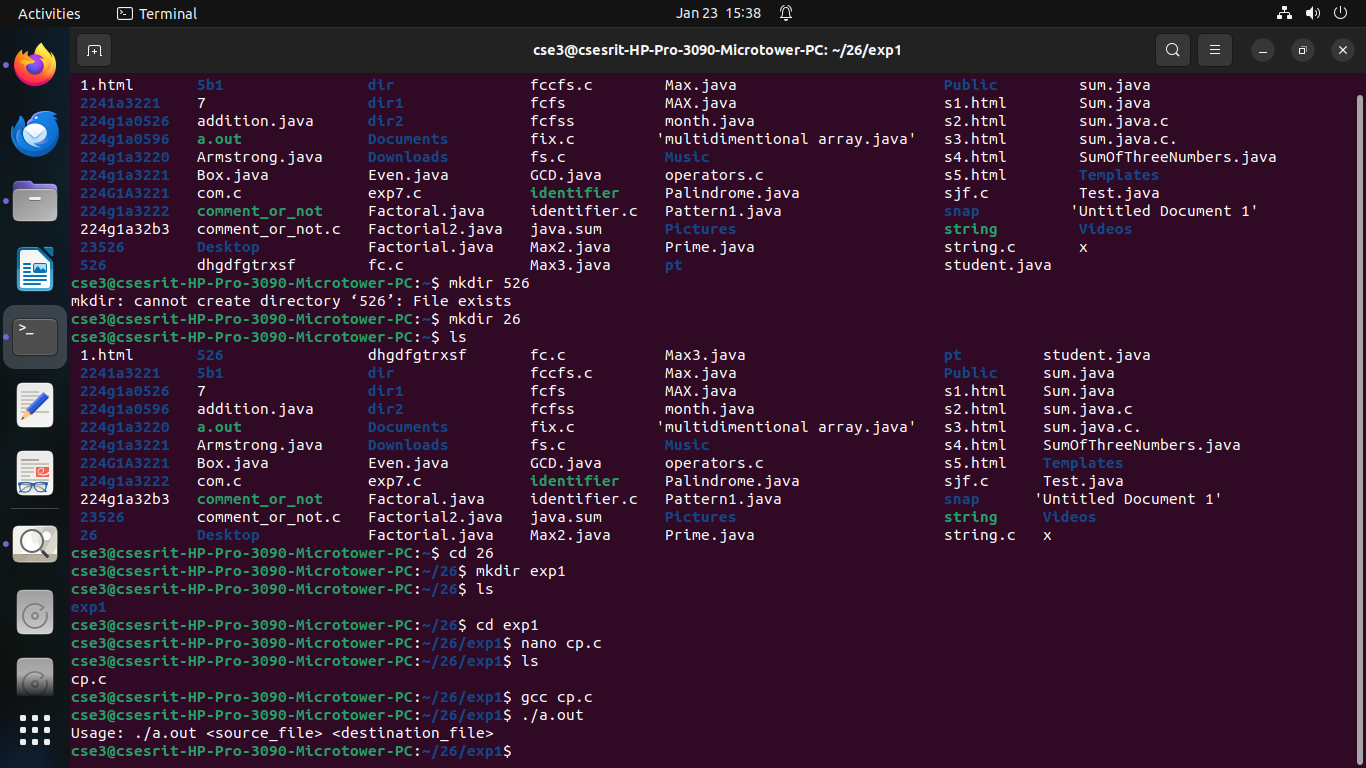 Activities Terminal Jan 23 15:38
cse3@csesrit-HP-Pro-3090-Microtower-PC: ~/26/exp1
1.html 5b1 dir fccfs.c Max.java Public sum.java
2241a3221 7 dir1 fcfs MAX.java s1.html Sum.java
224g1a0526 addition.java dir2 fcfss month.java s2.html sum.java.c
224g1a0596 a.out Documents fix.c 'multidimentional array.java' s3.html sum.java.c.
224g1a3220 Armstrong.java Downloads fs.c Music s4.html SumOfThreeNumbers.java
224g1a3221 Box.java Even.java GCD.java operators.c s5.html Templates
224G1A3221 com.c exp7.c identifier Palindrome.java sjf.c Test.java
224g1a3222 comment_or_not Factoral.java identifier.c Pattern1.java snap 'Untitled Document 1'
224g1a32b3 comment_or_not.c Factorial2.java java.sum Pictures string Videos
23526 Desktop Factorial.java Max2.java Prime.java string.c x
526 dhgdfgtrxsf fc.c Max3.java pt student.java
cse3@csesrit-HP-Pro-3090-Microtower-PC:~$ mkdir 526
mkdir: cannot create directory ‘526’: File exists
cse3@csesrit-HP-Pro-3090-Microtower-PC:~$ mkdir 26
cse3@csesrit-HP-Pro-3090-Microtower-PC:~$ ls
1.html 526 dhgdfgtrxsf fc.c Max3.java pt student.java
2241a3221 5b1 dir fccfs.c Max.java Public sum.java
224g1a0526 7 dir1 fcfs MAX.java s1.html Sum.java
224g1a0596 addition.java dir2 fcfss month.java s2.html sum.java.c
224g1a3220 a.out Documents fix.c 'multidimentional array.java' s3.html sum.java.c.
224g1a3221 Armstrong.java Downloads fs.c Music s4.html SumOfThreeNumbers.java
224G1A3221 Box.java Even.java GCD.java operators.c s5.html Templates
224g1a3222 com.c exp7.c identifier Palindrome.java sjf.c Test.java
224g1a32b3 comment_or_not Factoral.java identifier.c Pattern1.java snap 'Untitled Document 1'
23526 comment_or_not.c Factorial2.java java.sum Pictures string Videos
26 Desktop Factorial.java Max2.java Prime.java string.c x
cse3@csesrit-HP-Pro-3090-Microtower-PC:~$ cd 26
cse3@csesrit-HP-Pro-3090-Microtower-PC:~/26$ mkdir exp1
cse3@csesrit-HP-Pro-3090-Microtower-PC:~/26$ ls
exp1
cse3@csesrit-HP-Pro-3090-Microtower-PC:~/26$ cd exp1
cse3@csesrit-HP-Pro-3090-Microtower-PC:~/26/exp1$ nano cp.c
cse3@csesrit-HP-Pro-3090-Microtower-PC:~/26/exp1$ ls
cp.c
cse3@csesrit-HP-Pro-3090-Microtower-PC:~/26/exp1$ gcc cp.c
cse3@csesrit-HP-Pro-3090-Microtower-PC:~/26/exp1$ ./a.out
Usage: ./a.out <source_file> <destination_file>
cse3@csesrit-HP-Pro-3090-Microtower-PC:~/26/exp1$